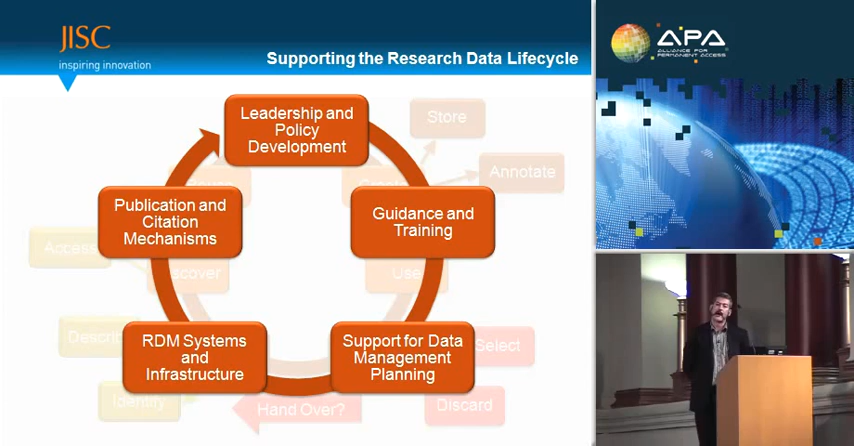 JISC
inspiring innovation
Supporting the Research Data Lifecycle
APA
ALLIANCE FOR
PERMANENT ACCESS
Leadership and
Policy
Development
Store
Annotate
Publication and
Citation
Mechanisms
Guidance and
Training
Access
Use
RDM Systems
and
Infrastructure
Support for Data
Management
Planning
Select
Identify
Hand Over?
Discard